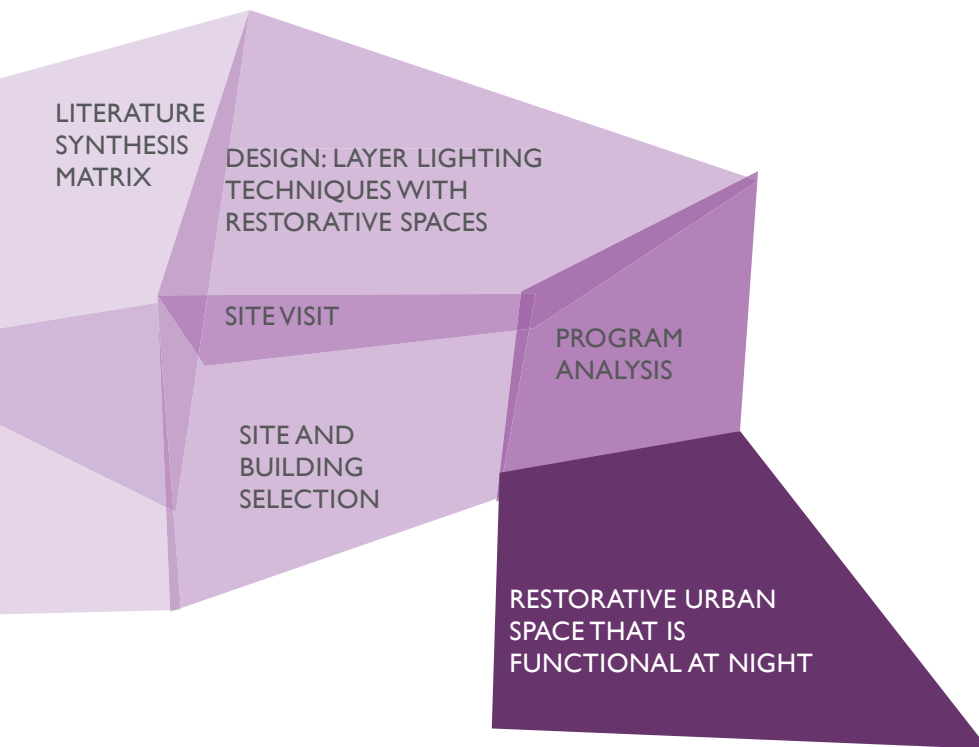 LITERATURE
SYNTHESIS
MATRIX
DESIGN: LAYER LIGHTING
TECHNIQUES WITH
RESTORATIVE SPACES
SITE VISIT
PROGRAM
ANALYSIS
SITE AND
BUILDING
SELECTION
RESTORATIVE URBAN
SPACE THAT IS
FUNCTIONAL AT NIGHT